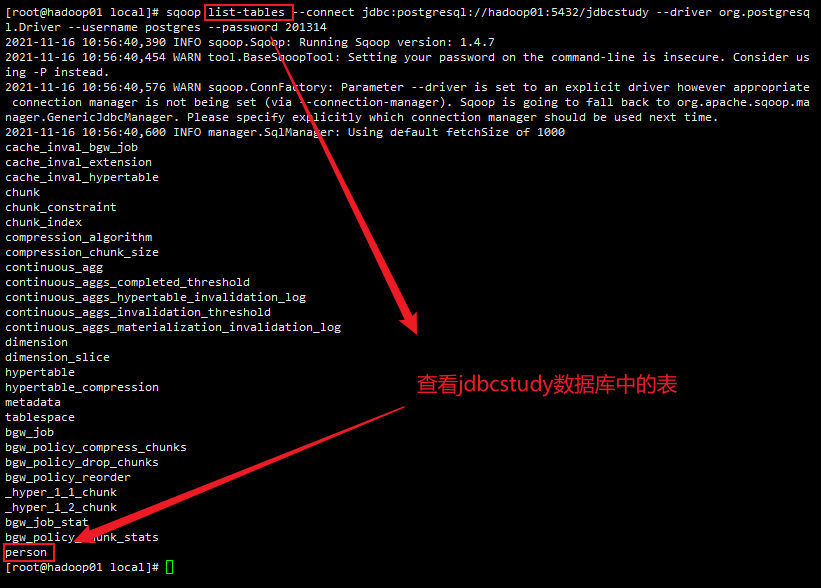 [root@hadoop01 local]# sqoop list-tables --connect jdbc:postgresql://hadoop01:5432/jdbcstudy --driver org.postgresq
l.Driver --username postgres --password 201314
2021-11-16 10:56:40,390 INFO sqoop.Sqoop: Running Sqoop version: 1.4.7
2021-11-16 10:56:40,454 WARN tool.BaseSqoopTool: Setting your password on the command-line is insecure. Consider us
ing -P instead.
2021-11-16 10:56:40,576 WARN sqoop.ConnFactory: Parameter --driver is set to an explicit driver however appropriate
 connection manager is not being set (via --connection-manager). Sqoop is going to fall back to org.apache.sqoop.ma
nager.GenericJdbcManager. Please specify explicitly which connection manager should be used next time.
2021-11-16 10:56:40,600 INFO manager.SqlManager: Using default fetchSize of 1000
cache_inval_bgw_job
cache_inval_extension
cache_inval_hypertable
chunk
chunk_constraint
chunk_index
compression_algorithm
compression_chunk_size
continuous_agg
continuous_aggs_completed_threshold
continuous_aggs_hypertable_invalidation_log
continuous_aggs_invalidation_threshold
continuous_aggs_materialization_invalidation_log
dimension
dimension_slice
hypertable
查看jdbcstudy数据库中的表
hypertable_compression
metadata
tablespace
bgw_job
bgw_policy_compress_chunks
bgw_policy_drop_chunks
bgw_policy_reorder
_hyper_1_1_chunk
_hyper_1_2_chunk
bgw_job_stat
bgw_policy_chunk_stats
person
[root@hadoop01 local]#